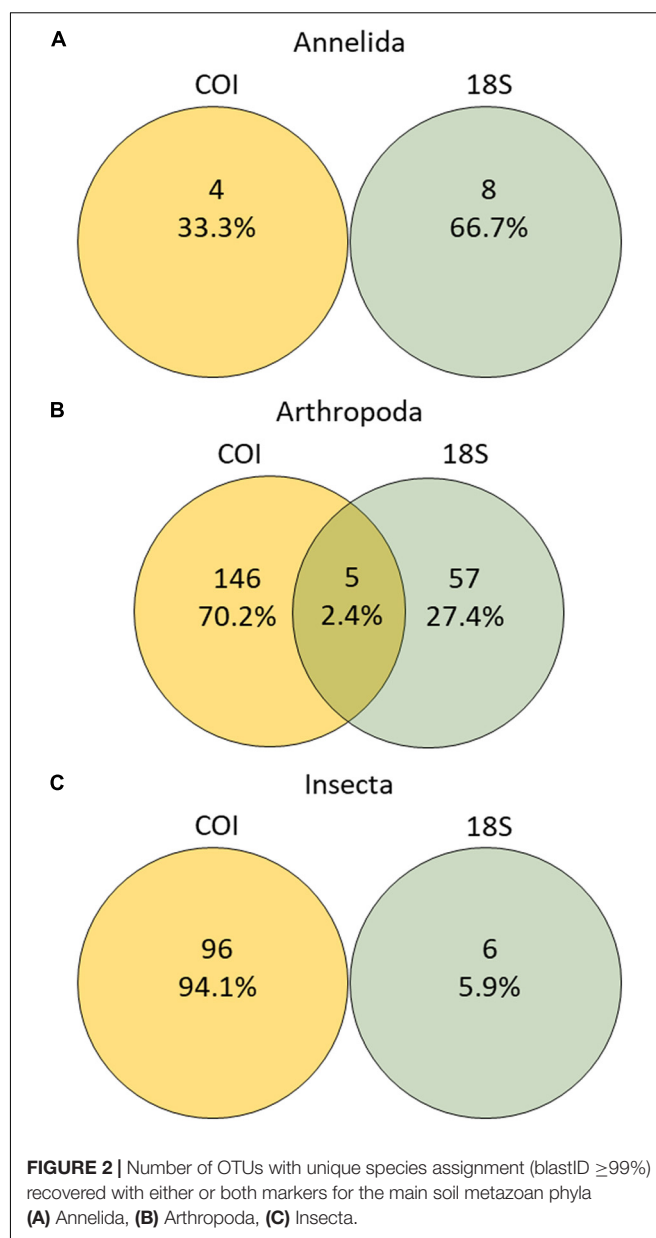 A
Annelida
COI 18S
4 8
33.3% 66.7%
B
Arthropoda
COI 18S
146 5 57
70.2% 2.4% 27.4%
C
Insecta
COI 18S
96 6
94.1% 5.9%
FIGURE 2 | Number of OTUs with unique species assignment (blastID ≥99%)
recovered with either or both markers for the main soil metazoan phyla
(A) Annelida, (B) Arthropoda, (C) Insecta.